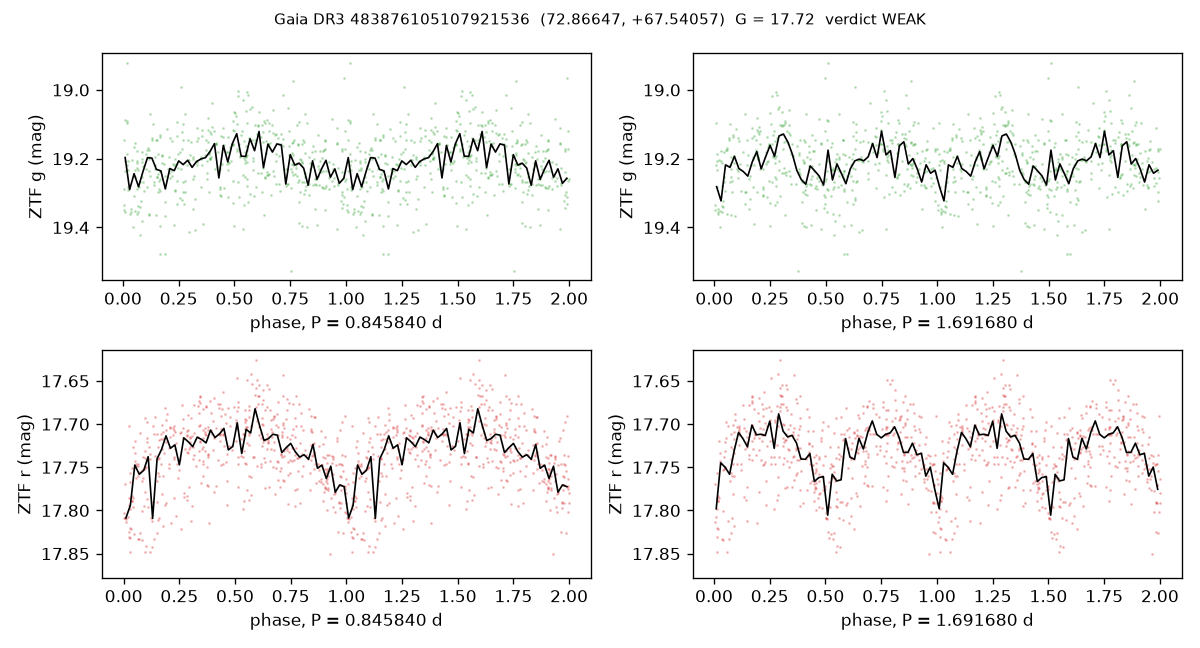 Gaia DR3 483876105107921536 (72.86647, +67.54057) G = 17.72 verdict WEAK
ZTF g (mag)
19.0
19.2
19.4
0.00 0.25 0.50 0.75 1.00 1.25 1.50 1.75 2.00
phase, P = 0.845840 d
ZTF g (mag)
19.0
19.2
19.4
0.00 0.25 0.50 0.75 1.00 1.25 1.50 1.75 2.00
phase, P = 1.691680 d
ZTF r (mag)
17.65
17.70
17.75
17.80
17.85
0.00 0.25 0.50 0.75 1.00 1.25 1.50 1.75 2.00
phase, P = 0.845840 d
ZTF r (mag)
17.65
17.70
17.75
17.80
17.85
0.00 0.25 0.50 0.75 1.00 1.25 1.50 1.75 2.00
phase, P = 1.691680 d